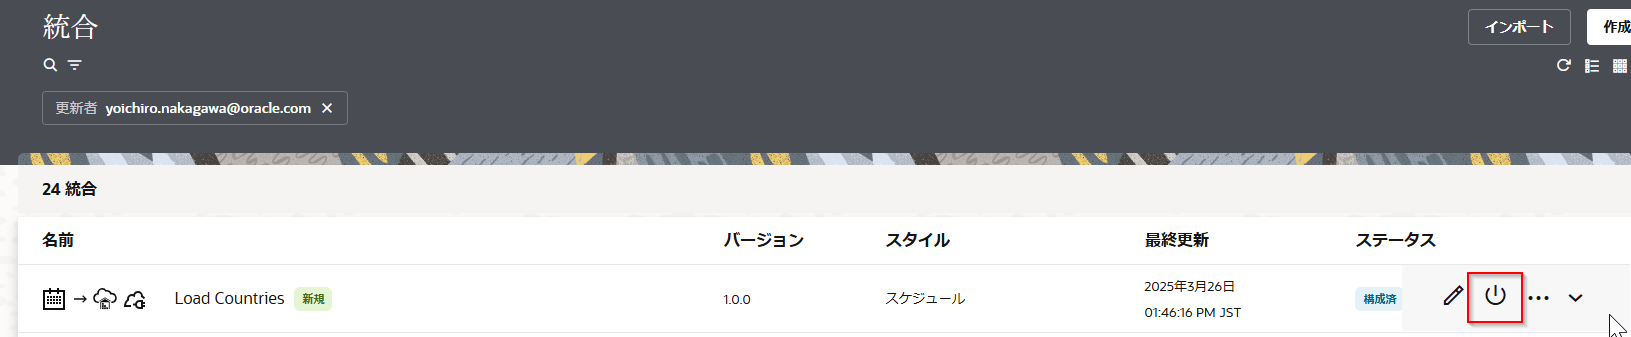 統合
インポート
作成
更新者 yoichiro.nakagawa@oracle.com ×
24 統合
名前 バージョン スタイル 最終更新 ステータス
Load Countries 新規 1.0.0 スケジュール 2025年3月26日 構成済
01:46:16 PM JST